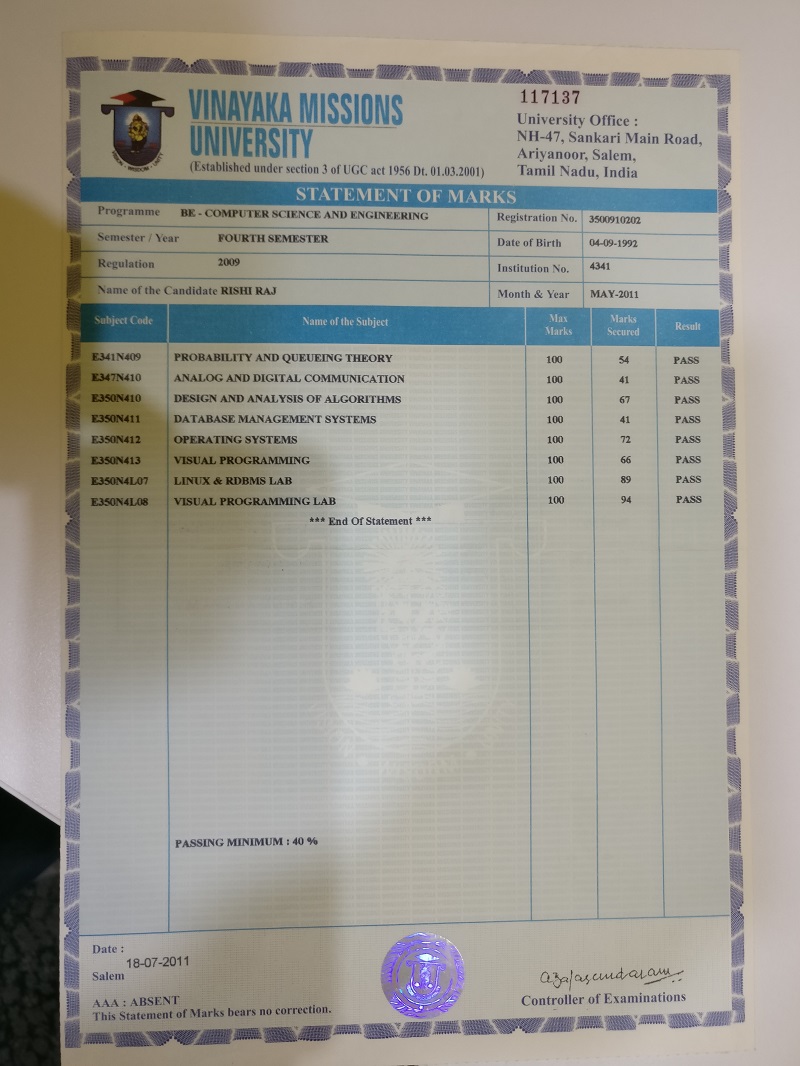 VINAYAKA MISSIONS
UNIVERSITY
(Established under section 3 of UGC act 1956 Dt. 01.03.2001)
117137
University Office :
NH-47, Sankari Main Road,
Ariyanoor, Salem,
Tamil Nadu, India
STATEMENT OF MARKS
Programme BE - COMPUTER SCIENCE AND ENGINEERING
Registration No. 3500910202
Semester / Year FOURTH SEMESTER
Date of Birth 04-09-1992
Regulation 2009
Institution No. 4341
Name of the Candidate RISHI RAJ
Month & Year MAY-2011
Subject Code Name of the Subject Max Marks Marks Secured Result
E341N409 PROBABILITY AND QUEUEING THEORY 100 54 PASS
E347N410 ANALOG AND DIGITAL COMMUNICATION 100 41 PASS
E350N410 DESIGN AND ANALYSIS OF ALGORITHMS 100 67 PASS
E350N411 DATABASE MANAGEMENT SYSTEMS 100 41 PASS
E350N412 OPERATING SYSTEMS 100 72 PASS
E350N413 VISUAL PROGRAMMING 100 66 PASS
E350N4L07 LINUX & RDBMS LAB 100 89 PASS
E350N4L08 VISUAL PROGRAMMING LAB 100 94 PASS
*** End Of Statement ***
PASSING MINIMUM : 40 %
Date :
18-07-2011
Salem
AAA : ABSENT
This Statement of Marks bears no correction.
Controller of Examinations